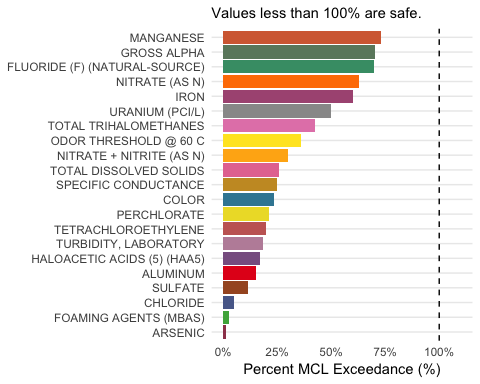 Values less than 100% are safe.
MANGANESE
GROSS ALPHA
FLUORIDE (F) (NATURAL-SOURCE)
NITRATE (AS N)
IRON
URANIUM (PCI/L)
TOTAL TRIHALOMETHANES
ODOR THRESHOLD @ 60 C
NITRATE + NITRITE (AS N)
TOTAL DISSOLVED SOLIDS
SPECIFIC CONDUCTANCE
COLOR
PERCHLORATE
TETRACHLOROETHYLENE
TURBIDITY, LABORATORY
HALOACETIC ACIDS (5) (HAA5)
ALUMINUM
SULFATE
CHLORIDE
FOAMING AGENTS (MBAS)
ARSENIC
0% 25% 50% 75% 100%
Percent MCL Exceedance (%)